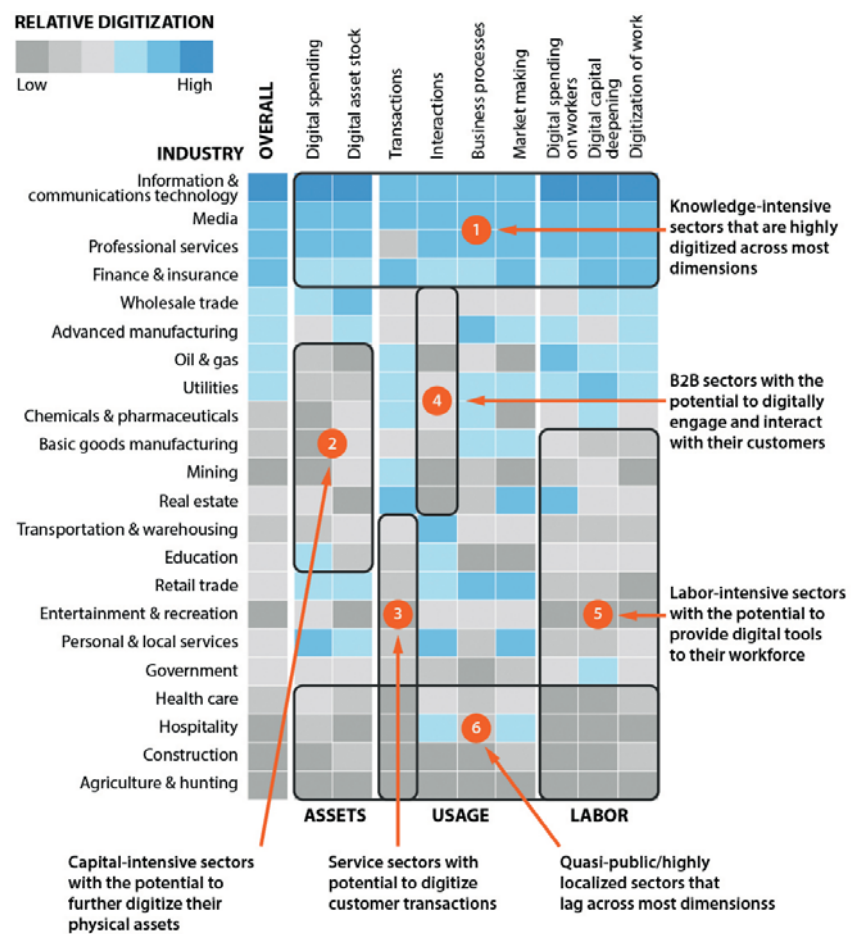 RELATIVE DIGITIZATION
Low
High
INDUSTRY
OVERALL
Digital spending
Digital asset stock
Transactions
Interactions
Business processes
Market making
Digital spending
on workers
Digital capital
deepening
Digitization of work
Information &
communications technology
Media
Professional services
Finance & insurance
Wholesale trade
Advanced manufacturing
Oil & gas
Utilities
Chemicals & pharmaceuticals
Basic goods manufacturing
Mining
Real estate
Transportation & warehousing
Education
Retail trade
Entertainment & recreation
Personal & local services
Government
Health care
Hospitality
Construction
Agriculture & hunting
1
4
2
3
5
6
Knowledge-intensive
sectors that are highly
digitized across most
dimensions
B2B sectors with the
potential to digitally
engage and interact
with their customers
Labor-intensive sectors
with the potential to
provide digital tools
to their workforce
ASSETS
USAGE
LABOR
Capital-intensive sectors
with the potential to
further digitize their
physical assets
Service sectors with
potential to digitize
customer transactions
Quasi-public/highly
localized sectors that
lag across most dimensionss